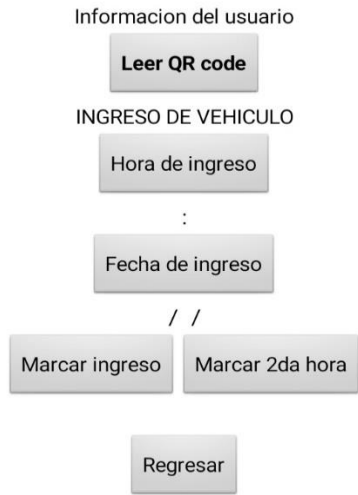 Informacion del usuario
Leer QR code
INGRESO DE VEHICULO
Hora de ingreso
:
Fecha de ingreso
/ /
Marcar ingreso Marcar 2da hora
Regresar